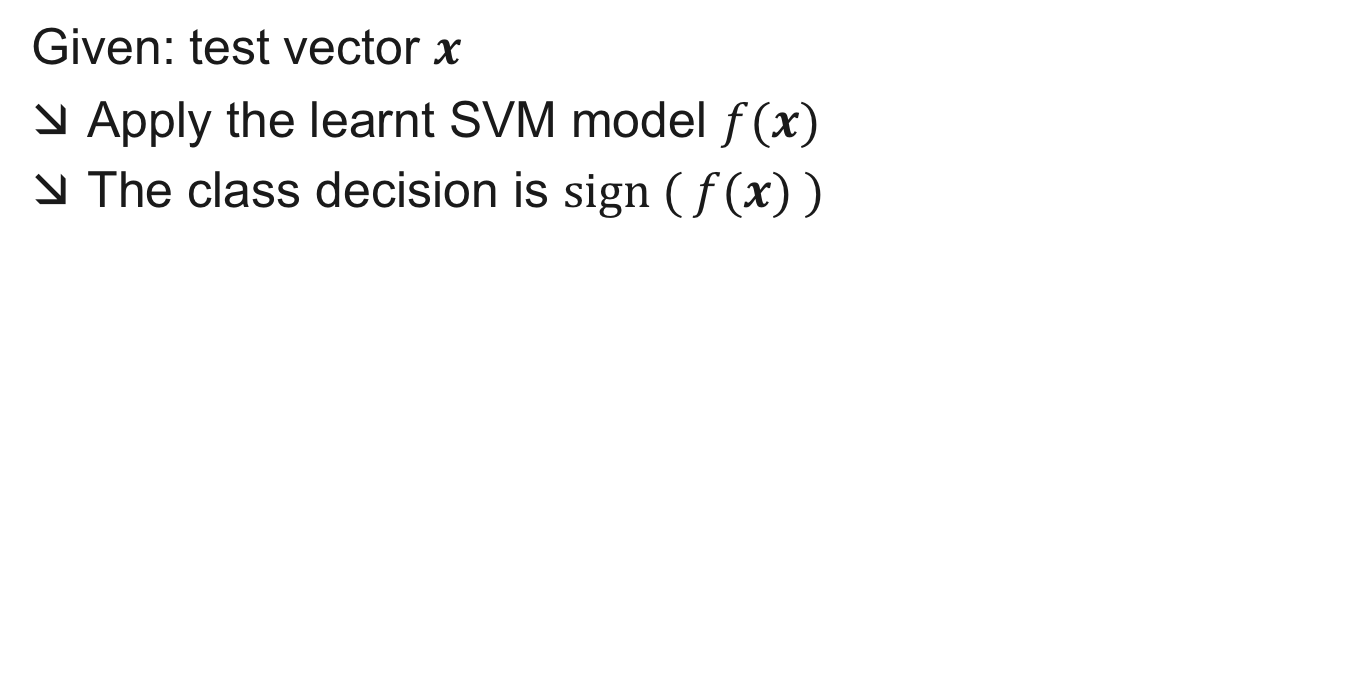 Given: test vector 𝒙
↘ Apply the learnt SVM model 𝑓(𝒙)
↘ The class decision is sign ( 𝑓(𝒙) )